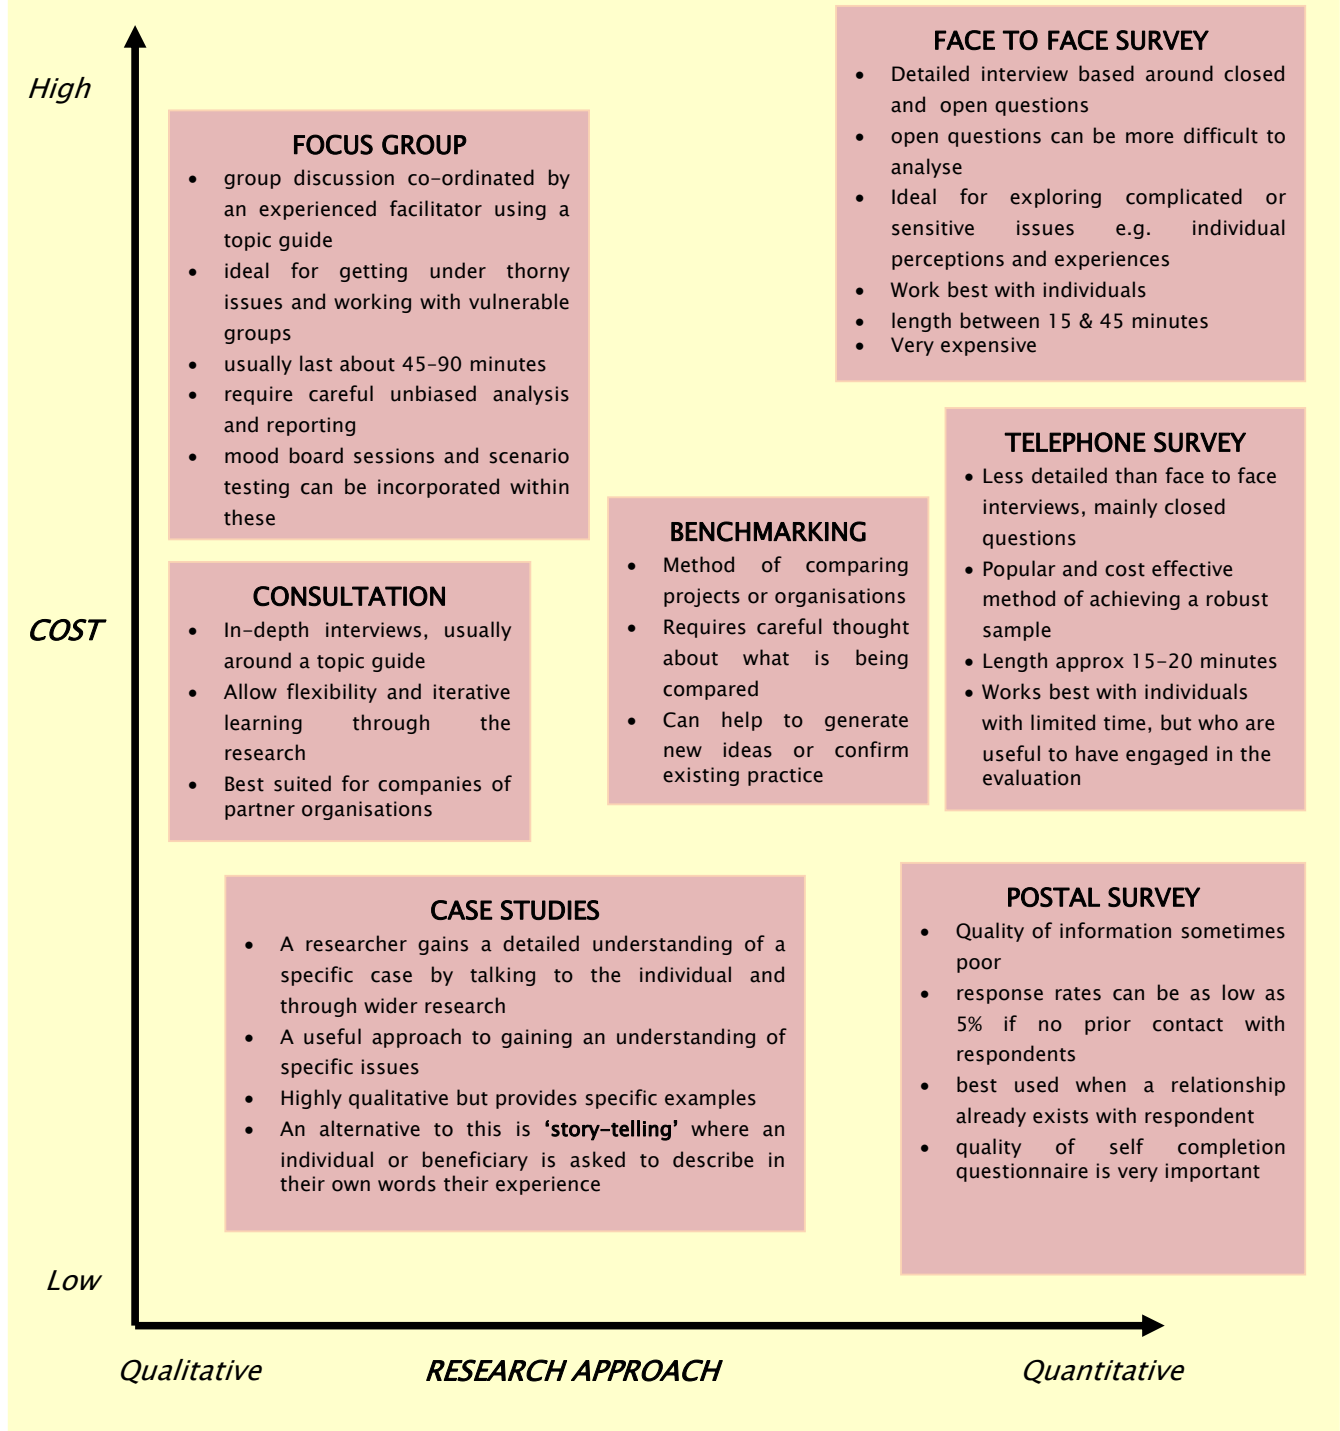 High
COST
Low
FOCUS GROUP
• group discussion co-ordinated by
an experienced facilitator using a
topic guide
• ideal for getting under thorny
issues and working with vulnerable
groups
• usually last about 45-90 minutes
• require careful unbiased analysis
and reporting
• mood board sessions and scenario
testing can be incorporated within
these
FACE TO FACE SURVEY
• Detailed interview based around closed
and open questions
• open questions can be more difficult to
analyse
• Ideal for exploring complicated or
sensitive issues e.g. individual
perceptions and experiences
• Work best with individuals
• length between 15 & 45 minutes
• Very expensive
CONSULTATION
• In-depth interviews, usually
around a topic guide
• Allow flexibility and iterative
learning through the
research
• Best suited for companies of
partner organisations
BENCHMARKING
• Method of comparing
projects or organisations
• Requires careful thought
about what is being
compared
• Can help to generate
new ideas or confirm
existing practice
TELEPHONE SURVEY
• Less detailed than face to face
interviews, mainly closed
questions
• Popular and cost effective
method of achieving a robust
sample
• Length approx 15-20 minutes
• Works best with individuals
with limited time, but who are
useful to have engaged in the
evaluation
CASE STUDIES
• A researcher gains a detailed understanding of a
specific case by talking to the individual and
through wider research
• A useful approach to gaining an understanding of
specific issues
• Highly qualitative but provides specific examples
• An alternative to this is ‘story-telling’ where an
individual or beneficiary is asked to describe in
their own words their experience
POSTAL SURVEY
• Quality of information sometimes
poor
• response rates can be as low as
5% if no prior contact with
respondents
• best used when a relationship
already exists with respondent
• quality of self completion
questionnaire is very important
Qualitative
RESEARCH APPROACH
Quantitative